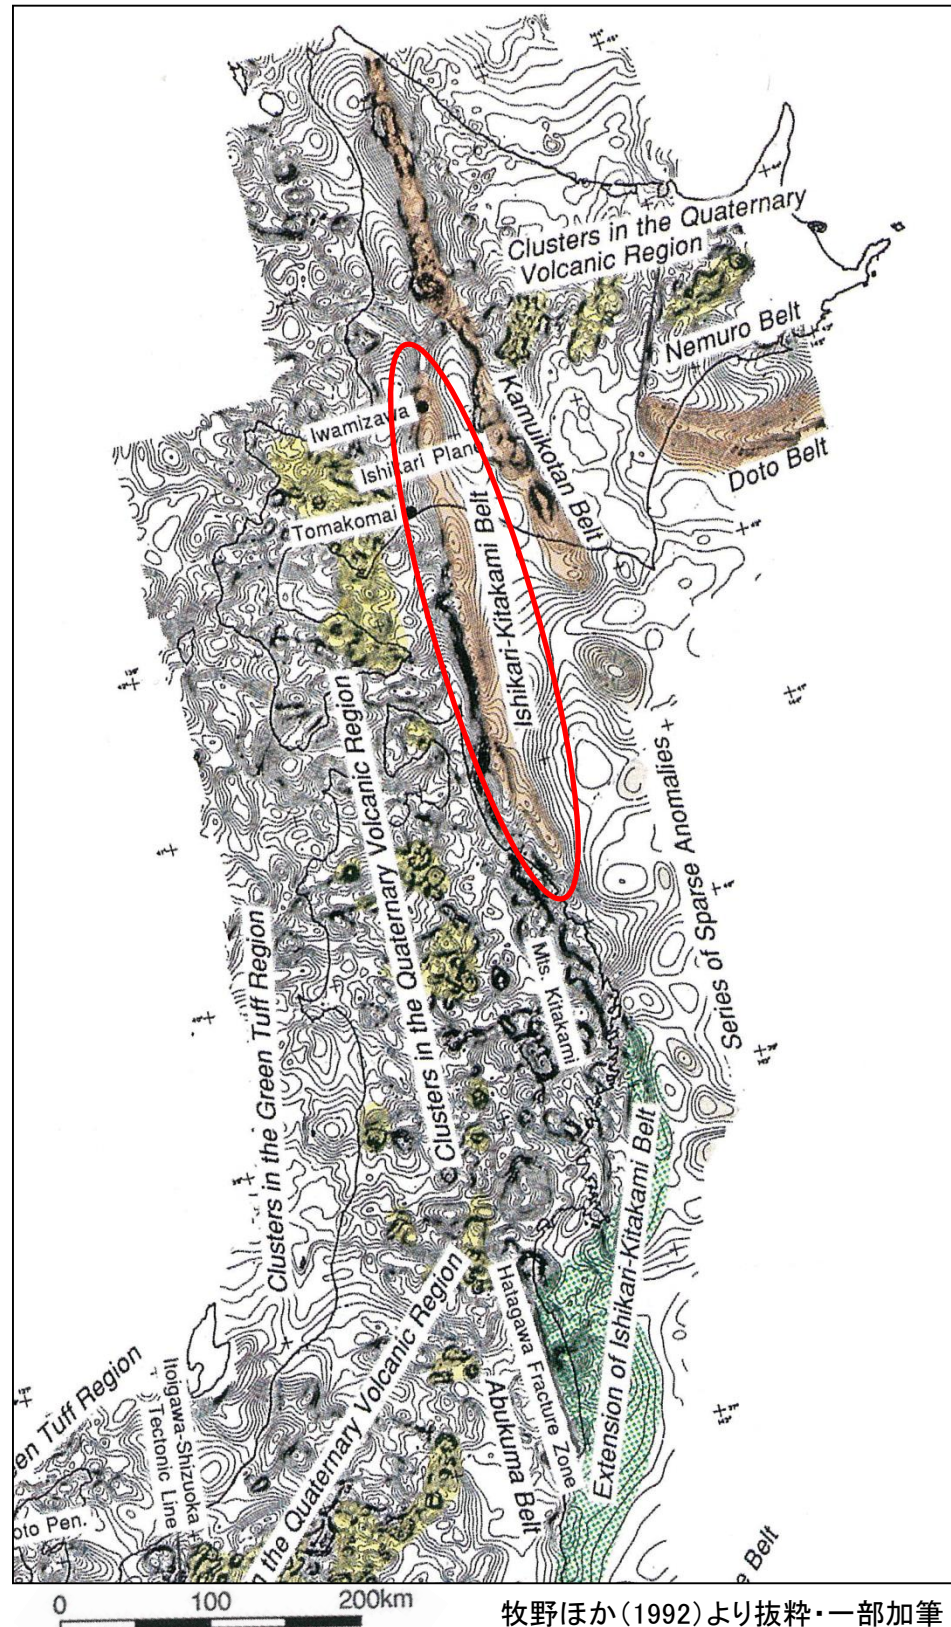 Clusters in the Quaternary
Volcanic Region
Nemuro Belt
Doto Belt
Kamuikotan Belt
Iwamizawa
Ishikari Plane
Tomakomai
Ishikari-Kitakami Belt
Clusters in the Quaternary Volcanic Region
Series of Sparse Anomalies
Clusters in the Green Tuff Region
Mts. Kitakami
Extension of Ishikari-Kitakami Belt
Hatagawa Fracture Zone
Abukuma Belt
n the Quaternary Volcanic Region
Itoigawa-Shizuoka
Tectonic Line
en Tuff Region
oto Pen.
e Belt
0 100 200km
牧野ほか(1992)より抜粋・一部加筆